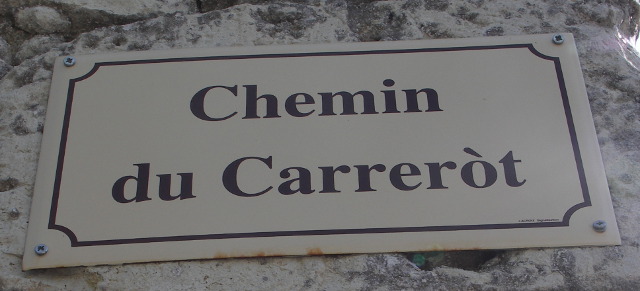 Chemin
du Carreròt